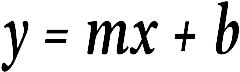 y = mx + b